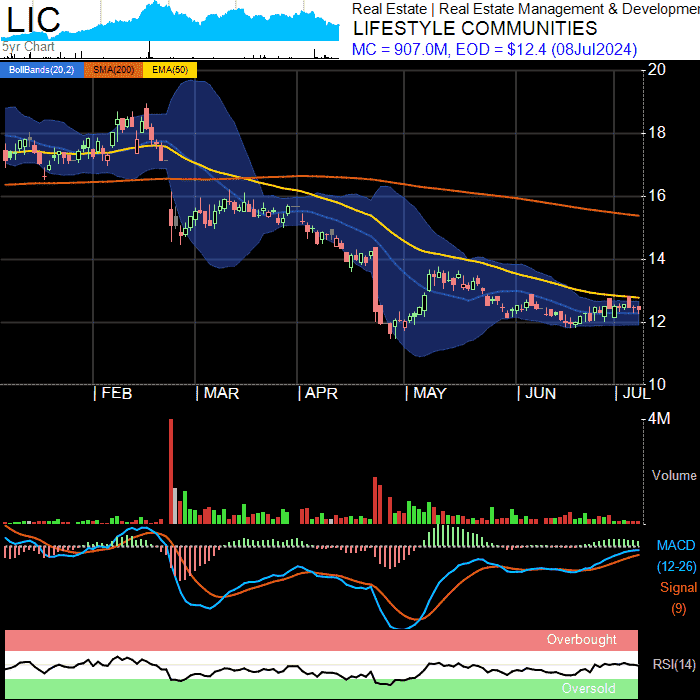 LIC
5yr Chart
Real Estate | Real Estate Management & Developmen
LIFESTYLE COMMUNITIES
MC = 907.0M, EOD = $12.4 (08Jul2024)
BollBands(20,2) SMA(200) EMA(50)
20
18
16
14
12
10
| FEB | MAR | APR | MAY | JUN | JUL
4M
Volume
MACD
(12-26)
Signal
(9)
Overbought
RSI(14)
Oversold